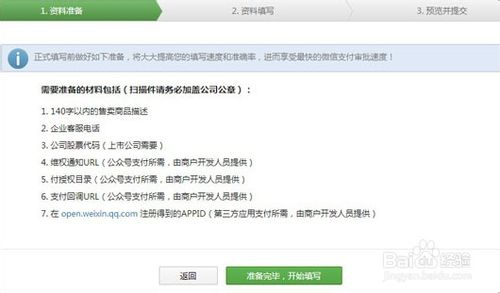 1. 资料准备
2. 资料填写
3. 预览并提交
正式填写前做好如下准备，将大大提高您的填写速度和准确率，进而享受最快的微信支付审批速度！
需要准备的材料包括（扫描件请务必加盖公司公章）：
1. 140字以内的售卖商品描述
2. 企业客服电话
3. 公司股票代码（上市公司需要）
4. 维权通知URL（公众号支付所需，由商户开发人员提供）
5. 付授权目录（公众号支付所需，由商户开发人员提供）
6. 支付回调URL（公众号支付所需，由商户开发人员提供）
7. 在 open.weixin.qq.com 注册得到的APPID（第三方应用支付所需，由商户开发人员提供）
返回
准备完毕，开始填写
Baidu经验
jingyan.baidu.com